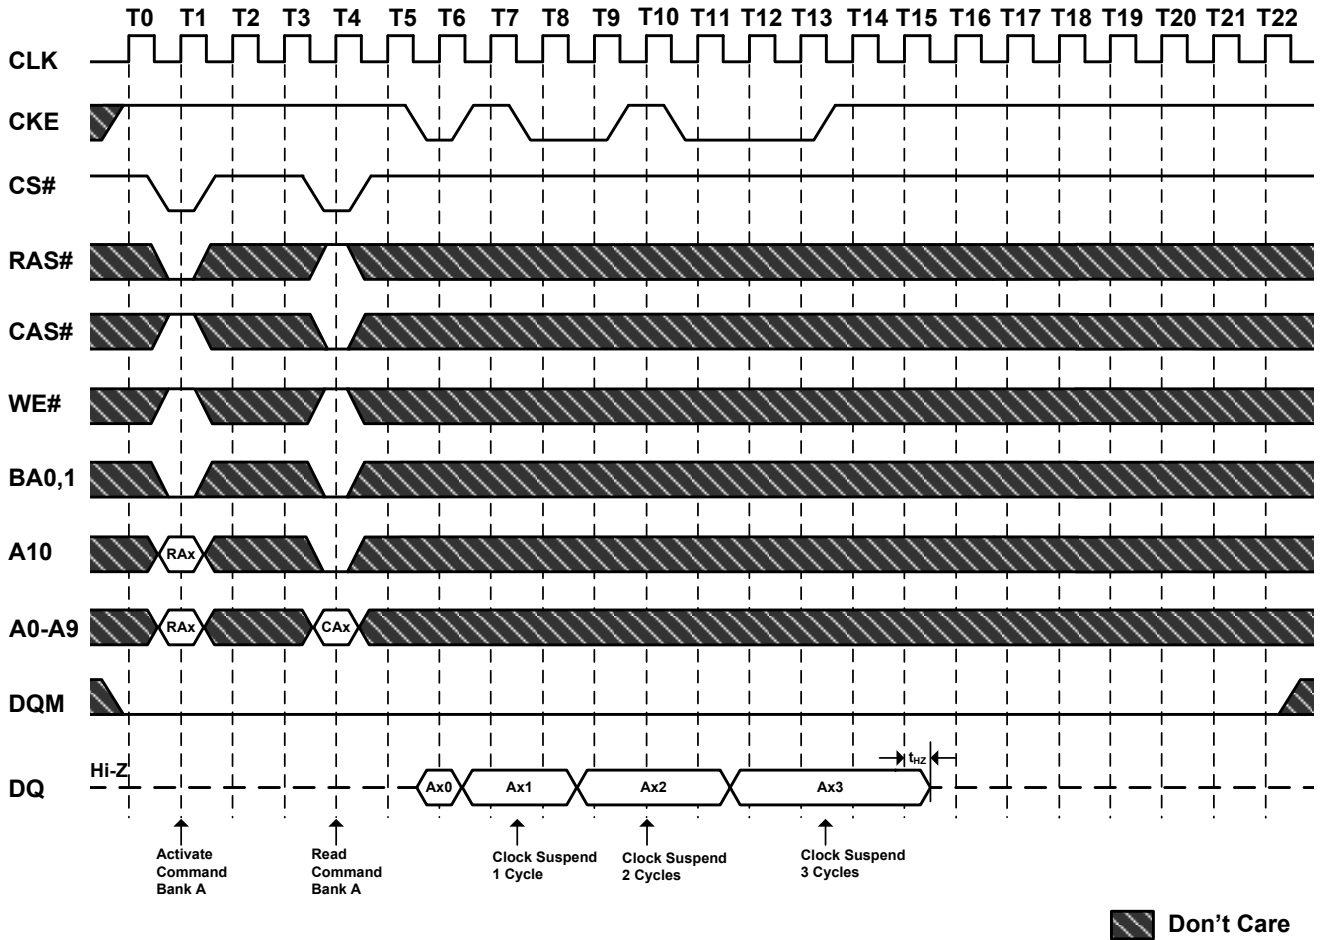 T0 T1 T2 T3 T4 T5 T6 T7 T8 T9 T10 T11 T12 T13 T14 T15 T16 T17 T18 T19 T20 T21 T22
CLK
CKE
CS#
RAS#
CAS#
WE#
BA0,1
A10
RAx
A0-A9
RAx CAx
DQM
Hi-Z
tHZ
DQ
Ax0 Ax1 Ax2 Ax3
Activate
Command
Bank A
Read
Command
Bank A
Clock Suspend
1 Cycle
Clock Suspend
2 Cycles
Clock Suspend
3 Cycles
Don't Care